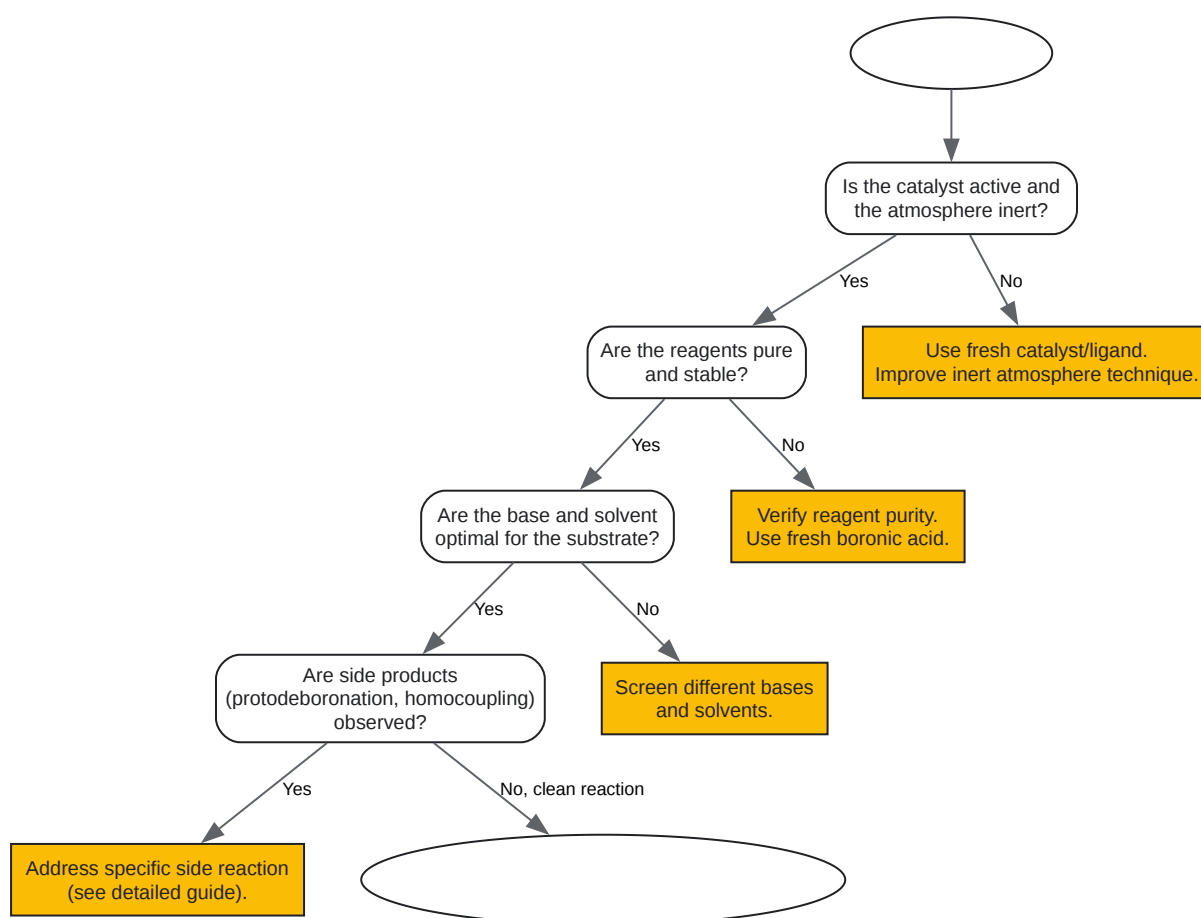 Is the catalyst active and
the atmosphere inert?
Yes
No
Are the reagents pure
and stable?
Use fresh catalyst/ligand.
Improve inert atmosphere technique.
Yes
No
Are the base and solvent
optimal for the substrate?
Verify reagent purity.
Use fresh boronic acid.
Yes
No
Are side products
(protodeboronation, homocoupling)
observed?
Screen different bases
and solvents.
Yes
No, clean reaction
Address specific side reaction
(see detailed guide).